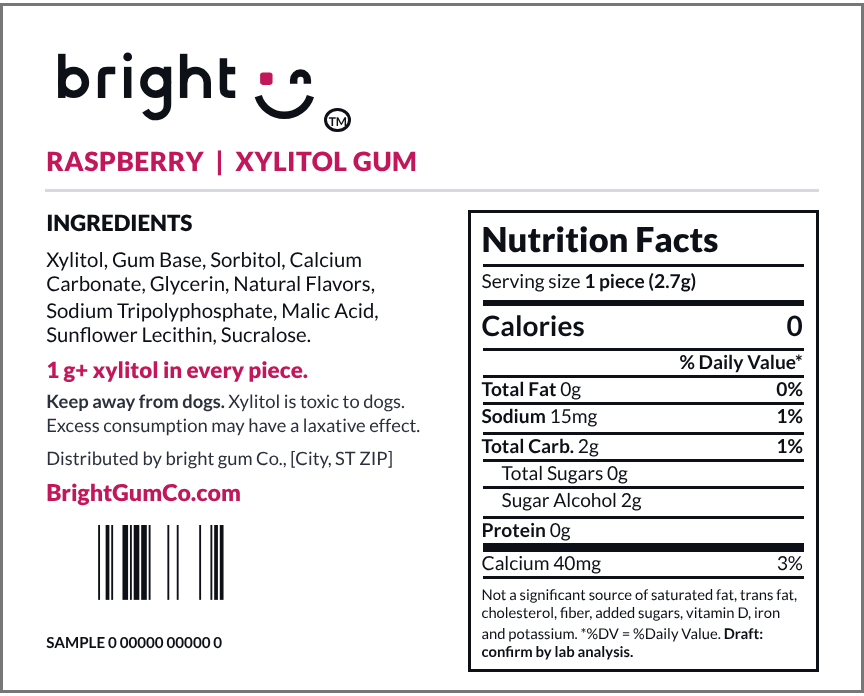 bright
TM
RASPBERRY | XYLITOL GUM
INGREDIENTS
Xylitol, Gum Base, Sorbitol, Calcium
Carbonate, Glycerin, Natural Flavors,
Sodium Tripolyphosphate, Malic Acid,
Sunflower Lecithin, Sucralose.
1 g+ xylitol in every piece.
Keep away from dogs. Xylitol is toxic to dogs.
Excess consumption may have a laxative effect.
Distributed by bright gum Co., [City, ST ZIP]
BrightGumCo.com
SAMPLE 0 00000 00000 0
Nutrition Facts
Serving size 1 piece (2.7g)
Calories 0
% Daily Value*
Total Fat 0g 0%
Sodium 15mg 1%
Total Carb. 2g 1%
Total Sugars 0g
Sugar Alcohol 2g
Protein 0g
Calcium 40mg 3%
Not a significant source of saturated fat, trans fat,
cholesterol, fiber, added sugars, vitamin D, iron
and potassium. *%DV = %Daily Value. Draft:
confirm by lab analysis.